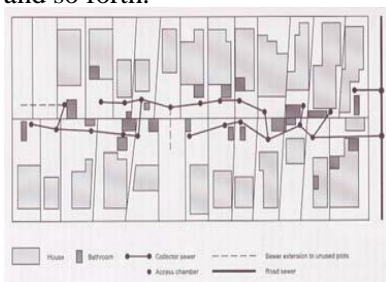 and so forth.
House
Bathroom
Collector sewer
Sewer extension to unused plots
Access chamber
Road sewer